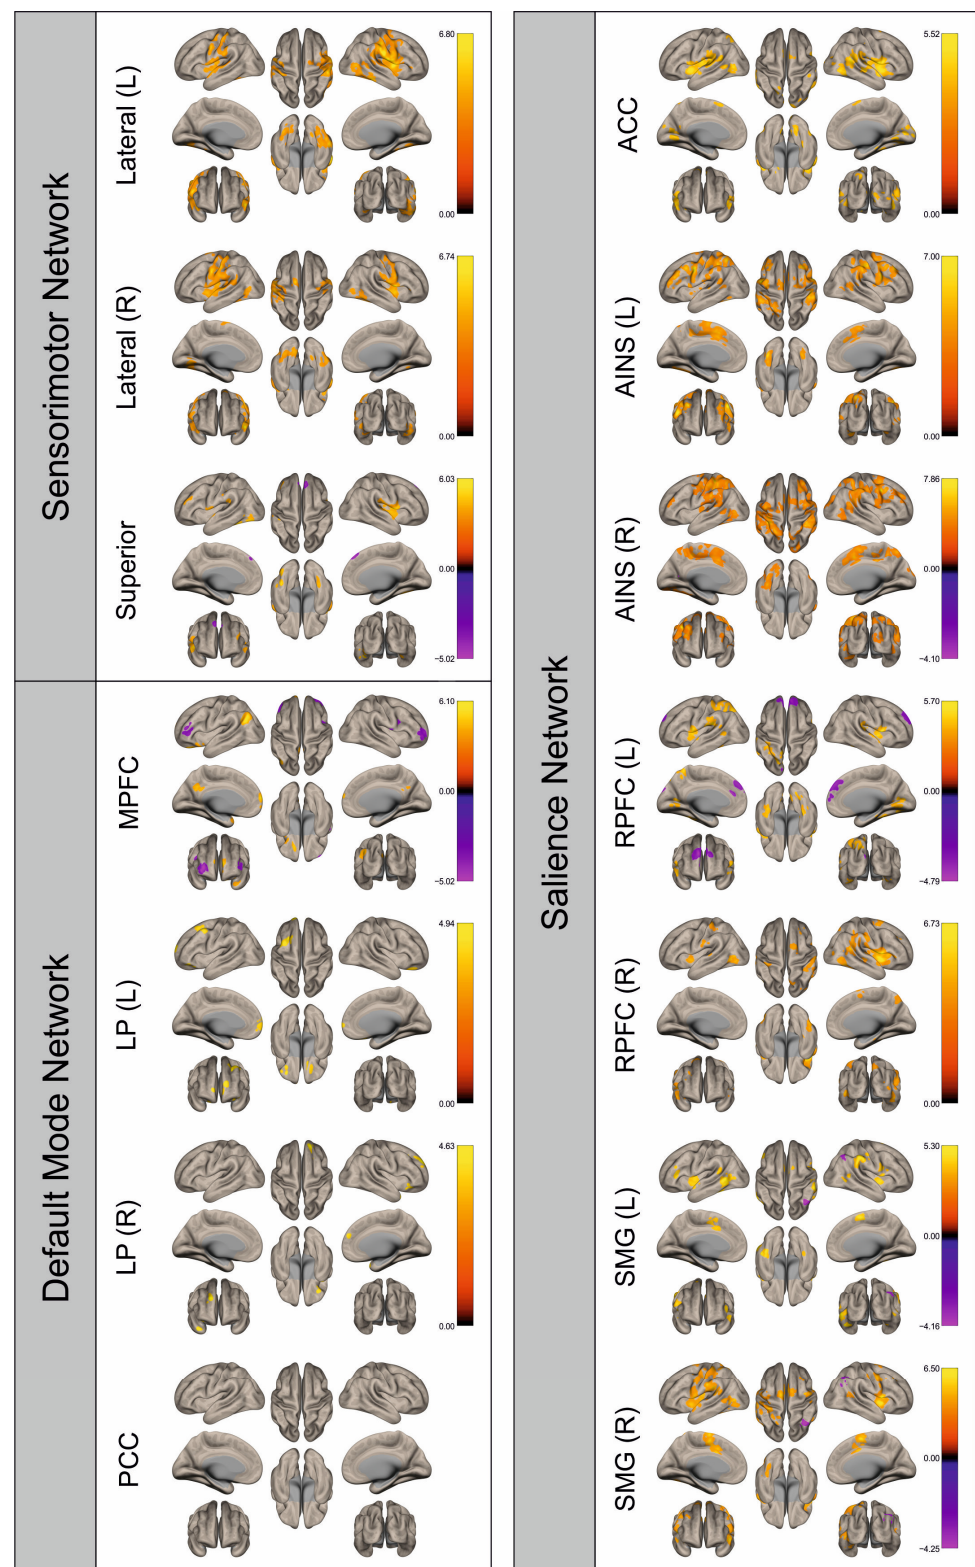 Sensorimotor Network
Lateral (L)
6.80
0.00
Lateral (R)
6.74
0.00
Superior
6.03
0.00
−5.02
Default Mode Network
MPFC
6.10
0.00
−5.02
LP (L)
4.94
0.00
LP (R)
4.63
0.00
PCC
Salience Network
ACC
5.52
0.00
AINS (L)
7.00
0.00
AINS (R)
7.86
0.00
−4.10
RPFC (L)
5.70
0.00
−4.79
RPFC (R)
6.73
0.00
SMG (L)
5.30
0.00
−4.16
SMG (R)
6.50
0.00
−4.25